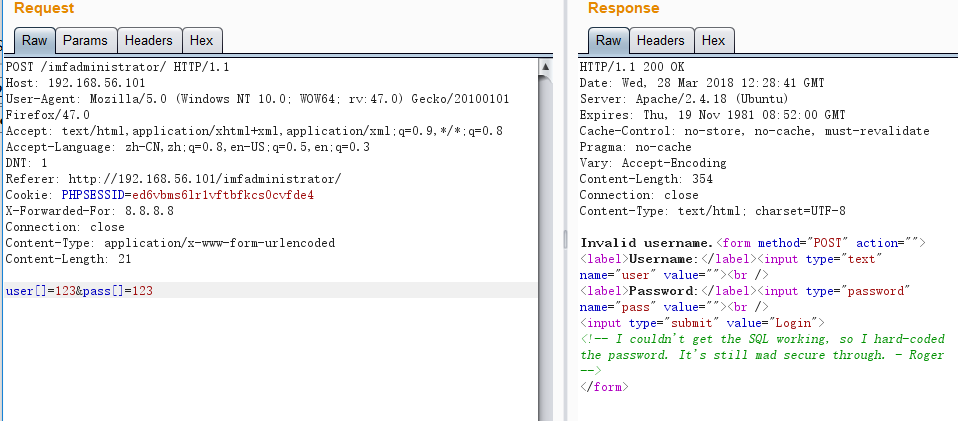 Request
Raw Params Headers Hex
POST /imfadministrator/ HTTP/1.1
Host: 192.168.56.101
User-Agent: Mozilla/5.0 (Windows NT 10.0; WOW64; rv:47.0) Gecko/20100101
Firefox/47.0
Accept: text/html,application/xhtml+xml,application/xml;q=0.9,*/*;q=0.8
Accept-Language: zh-CN,zh;q=0.8,en-US;q=0.5,en;q=0.3
DNT: 1
Referer: http://192.168.56.101/imfadministrator/
Cookie: PHPSESSID=ed6vbms6lr1vftbfkcs0cvfde4
X-Forwarded-For: 8.8.8.8
Connection: close
Content-Type: application/x-www-form-urlencoded
Content-Length: 21
user[]=123&pass[]=123
Response
Raw Headers Hex
HTTP/1.1 200 OK
Date: Wed, 28 Mar 2018 12:28:41 GMT
Server: Apache/2.4.18 (Ubuntu)
Expires: Thu, 19 Nov 1981 08:52:00 GMT
Cache-Control: no-store, no-cache, must-revalidate
Pragma: no-cache
Vary: Accept-Encoding
Content-Length: 354
Connection: close
Content-Type: text/html; charset=UTF-8
Invalid username.<form method="POST" action="">
<label>Username:</label><input type="text"
name="user" value=""><br />
<label>Password:</label><input type="password"
name="pass" value=""><br />
<input type="submit" value="Login">
<!-- I couldn't get the SQL working, so I hard-coded
the password. It's still mad secure through. - Roger
-->
</form>